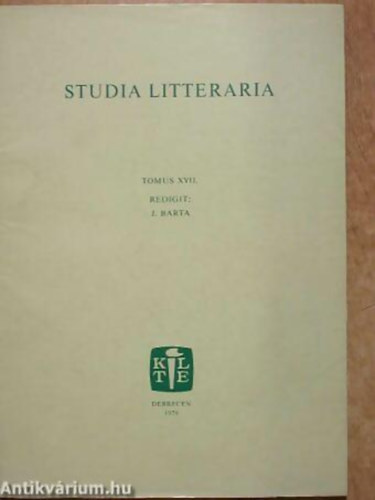 STUDIA LITTERARIA
TOMUS XVII.
REDIGIT:
J. BARTA
K L
T E
DEBRECEN
Antikvárium.hu